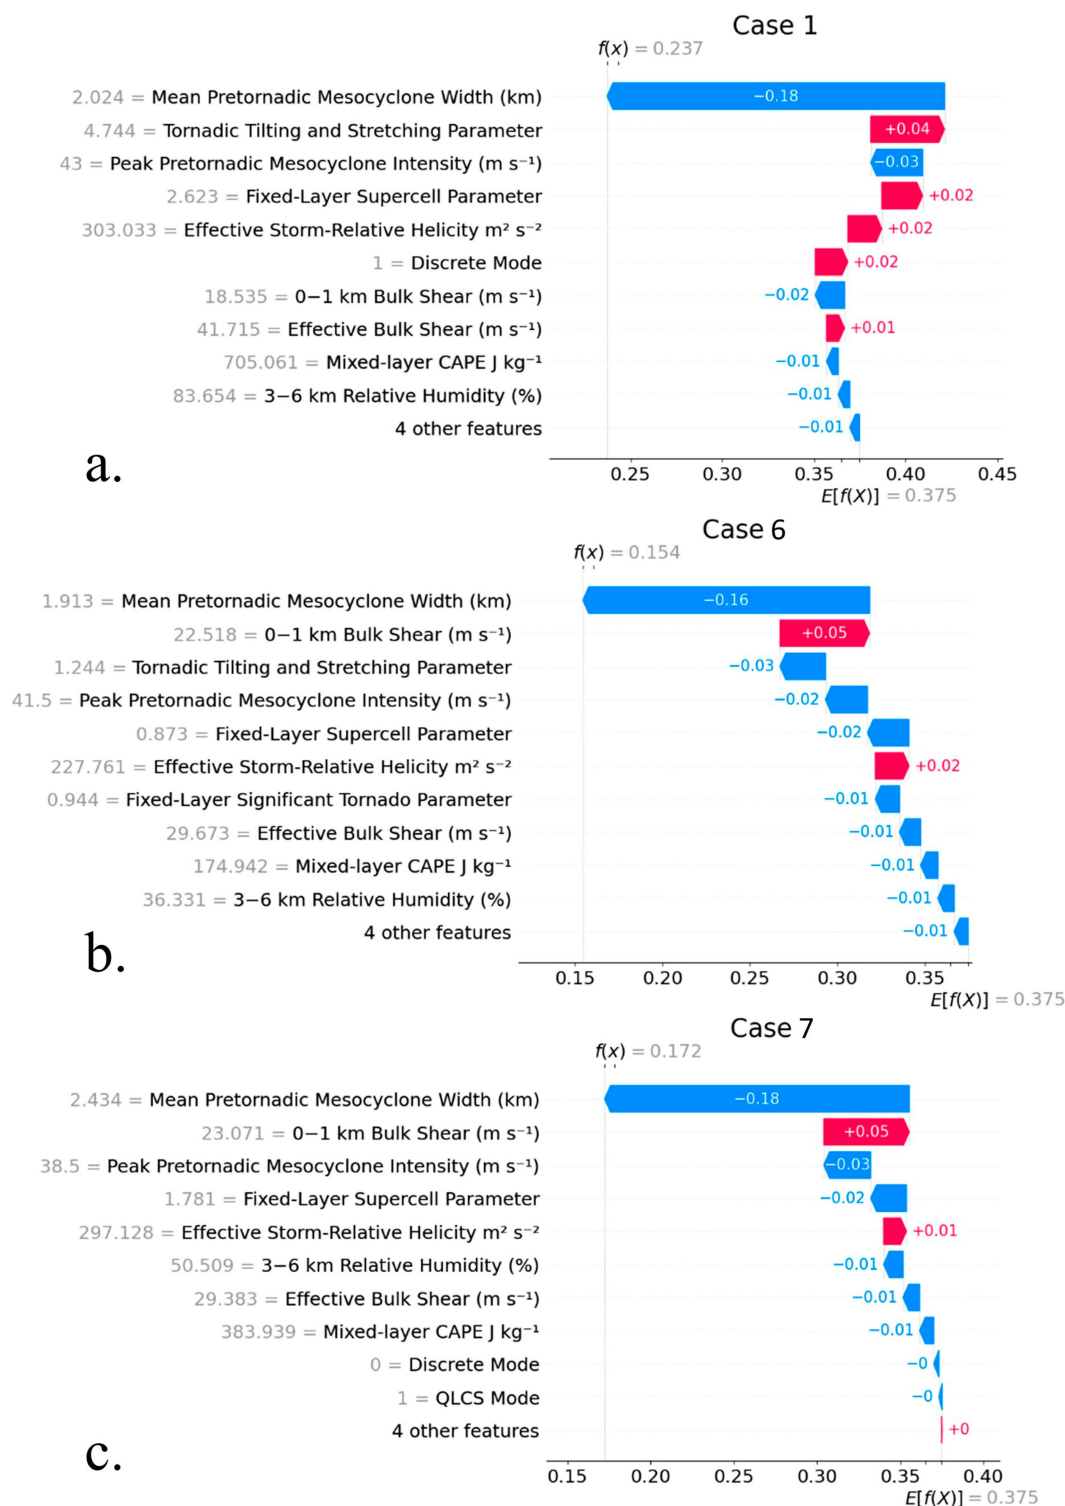 Case 1
f(x) = 0.237
2.024 = Mean Pretornadic Mesocyclone Width (km)
−0.18
4.744 = Tornadic Tilting and Stretching Parameter
+0.04
43 = Peak Pretornadic Mesocyclone Intensity (m s⁻¹)
−0.03
2.623 = Fixed-Layer Supercell Parameter
+0.02
303.033 = Effective Storm-Relative Helicity m² s⁻²
+0.02
1 = Discrete Mode
+0.02
18.535 = 0−1 km Bulk Shear (m s⁻¹)
−0.02
41.715 = Effective Bulk Shear (m s⁻¹)
+0.01
705.061 = Mixed-layer CAPE J kg⁻¹
−0.01
83.654 = 3−6 km Relative Humidity (%)
−0.01
4 other features
−0.01
a.
0.25 0.30 0.35 0.40 0.45
E[f(X)] = 0.375
Case 6
f(x) = 0.154
1.913 = Mean Pretornadic Mesocyclone Width (km)
−0.16
22.518 = 0−1 km Bulk Shear (m s⁻¹)
+0.05
1.244 = Tornadic Tilting and Stretching Parameter
−0.03
41.5 = Peak Pretornadic Mesocyclone Intensity (m s⁻¹)
−0.02
0.873 = Fixed-Layer Supercell Parameter
−0.02
227.761 = Effective Storm-Relative Helicity m² s⁻²
+0.02
0.944 = Fixed-Layer Significant Tornado Parameter
−0.01
29.673 = Effective Bulk Shear (m s⁻¹)
−0.01
174.942 = Mixed-layer CAPE J kg⁻¹
−0.01
36.331 = 3−6 km Relative Humidity (%)
−0.01
4 other features
−0.01
b.
0.15 0.20 0.25 0.30 0.35
E[f(X)] = 0.375
Case 7
f(x) = 0.172
2.434 = Mean Pretornadic Mesocyclone Width (km)
−0.18
23.071 = 0−1 km Bulk Shear (m s⁻¹)
+0.05
38.5 = Peak Pretornadic Mesocyclone Intensity (m s⁻¹)
−0.03
1.781 = Fixed-Layer Supercell Parameter
−0.02
297.128 = Effective Storm-Relative Helicity m² s⁻²
+0.01
50.509 = 3−6 km Relative Humidity (%)
−0.01
29.383 = Effective Bulk Shear (m s⁻¹)
−0.01
383.939 = Mixed-layer CAPE J kg⁻¹
−0.01
0 = Discrete Mode
−0
1 = QLCS Mode
−0
4 other features
+0
c.
0.15 0.20 0.25 0.30 0.35 0.40
E[f(X)] = 0.375